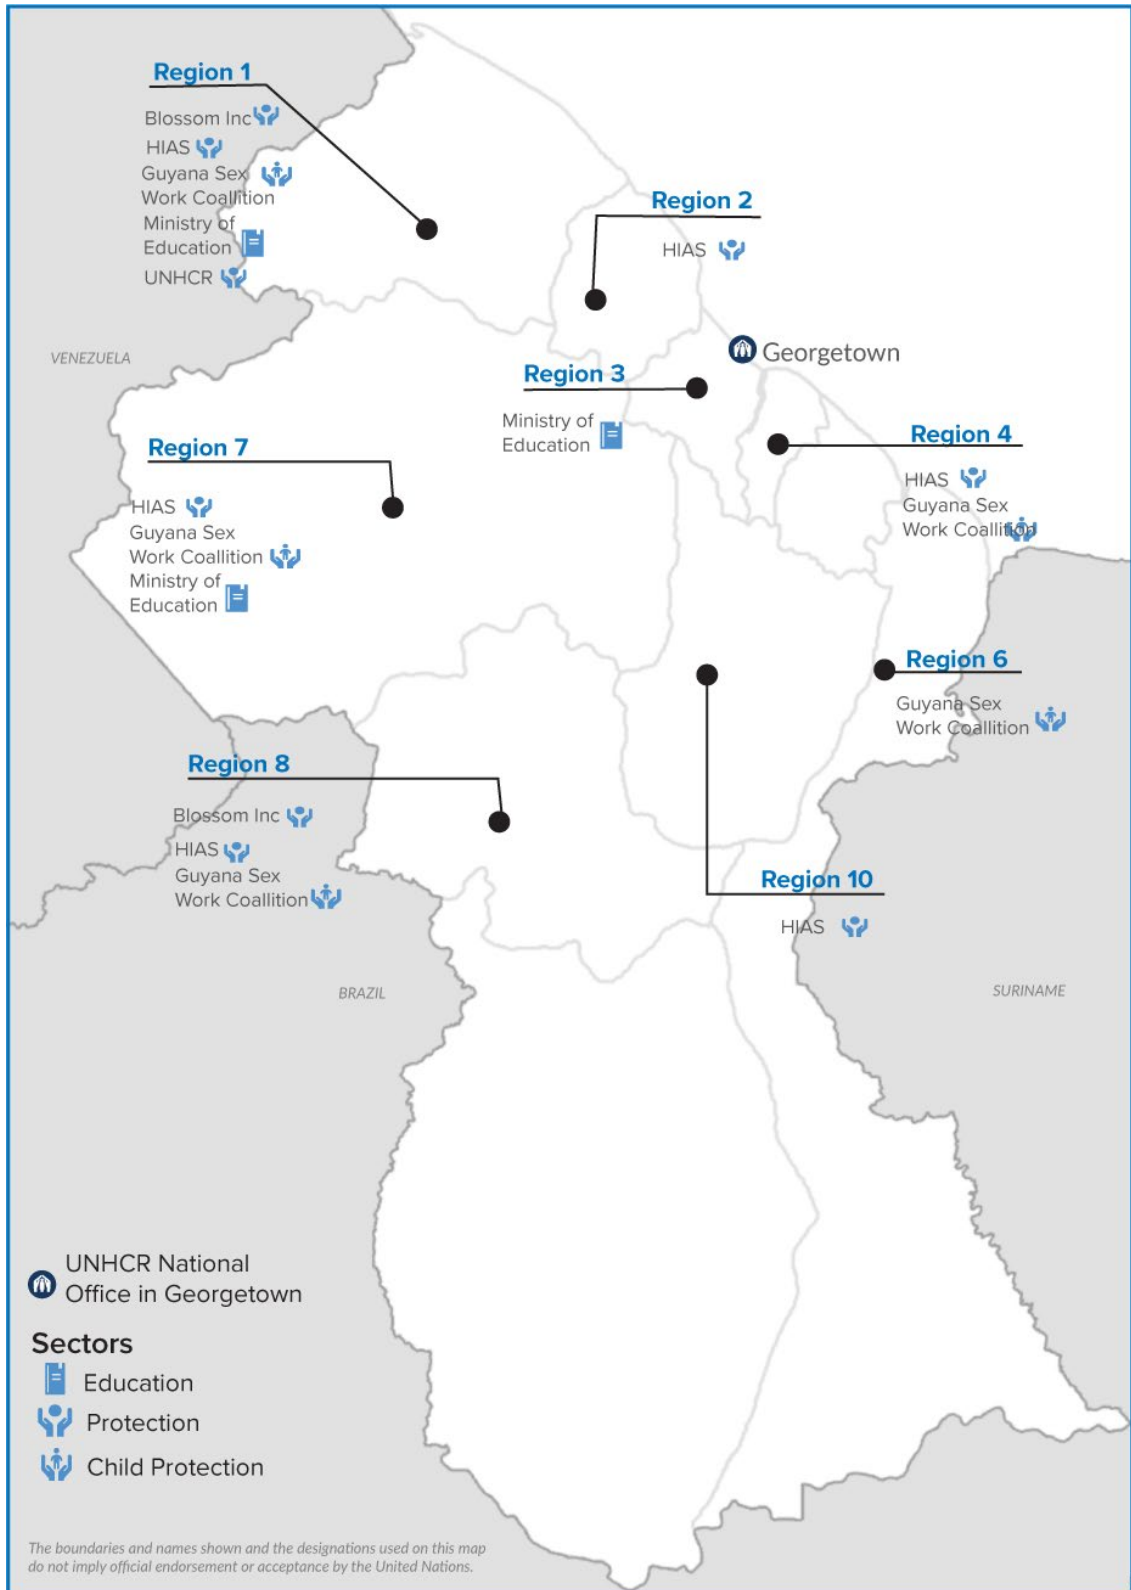 Region 1
Blossom Inc
HIAS
Guyana Sex
Work Coallition
Ministry of
Education
UNHCR
Region 2
HIAS
VENEZUELA
Georgetown
Region 3
Ministry of
Education
Region 4
HIAS
Guyana Sex
Work Coallition
Region 7
HIAS
Guyana Sex
Work Coallition
Ministry of
Education
Region 6
Guyana Sex
Work Coallition
Region 8
Blossom Inc
HIAS
Guyana Sex
Work Coallition
Region 10
HIAS
BRAZIL
SURINAME
UNHCR National
Office in Georgetown
Sectors
Education
Protection
Child Protection
The boundaries and names shown and the designations used on this map
do not imply official endorsement or acceptance by the United Nations.